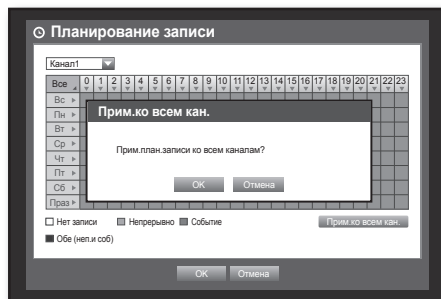 Планирование записи
Канал1
Все 0 1 2 3 4 5 6 7 8 9 10 11 12 13 14 15 16 17 18 19 20 21 22 23
Вс
Пн
Вт
Ср
Чт
Пт
Сб
Праз
Прим.ко всем кан.
Прим.план.записи ко всем каналам?
OK Отмена
Нет записи Непрерывно Событие Прим.ко всем кан.
Обе (неп.и соб)
OK Отмена